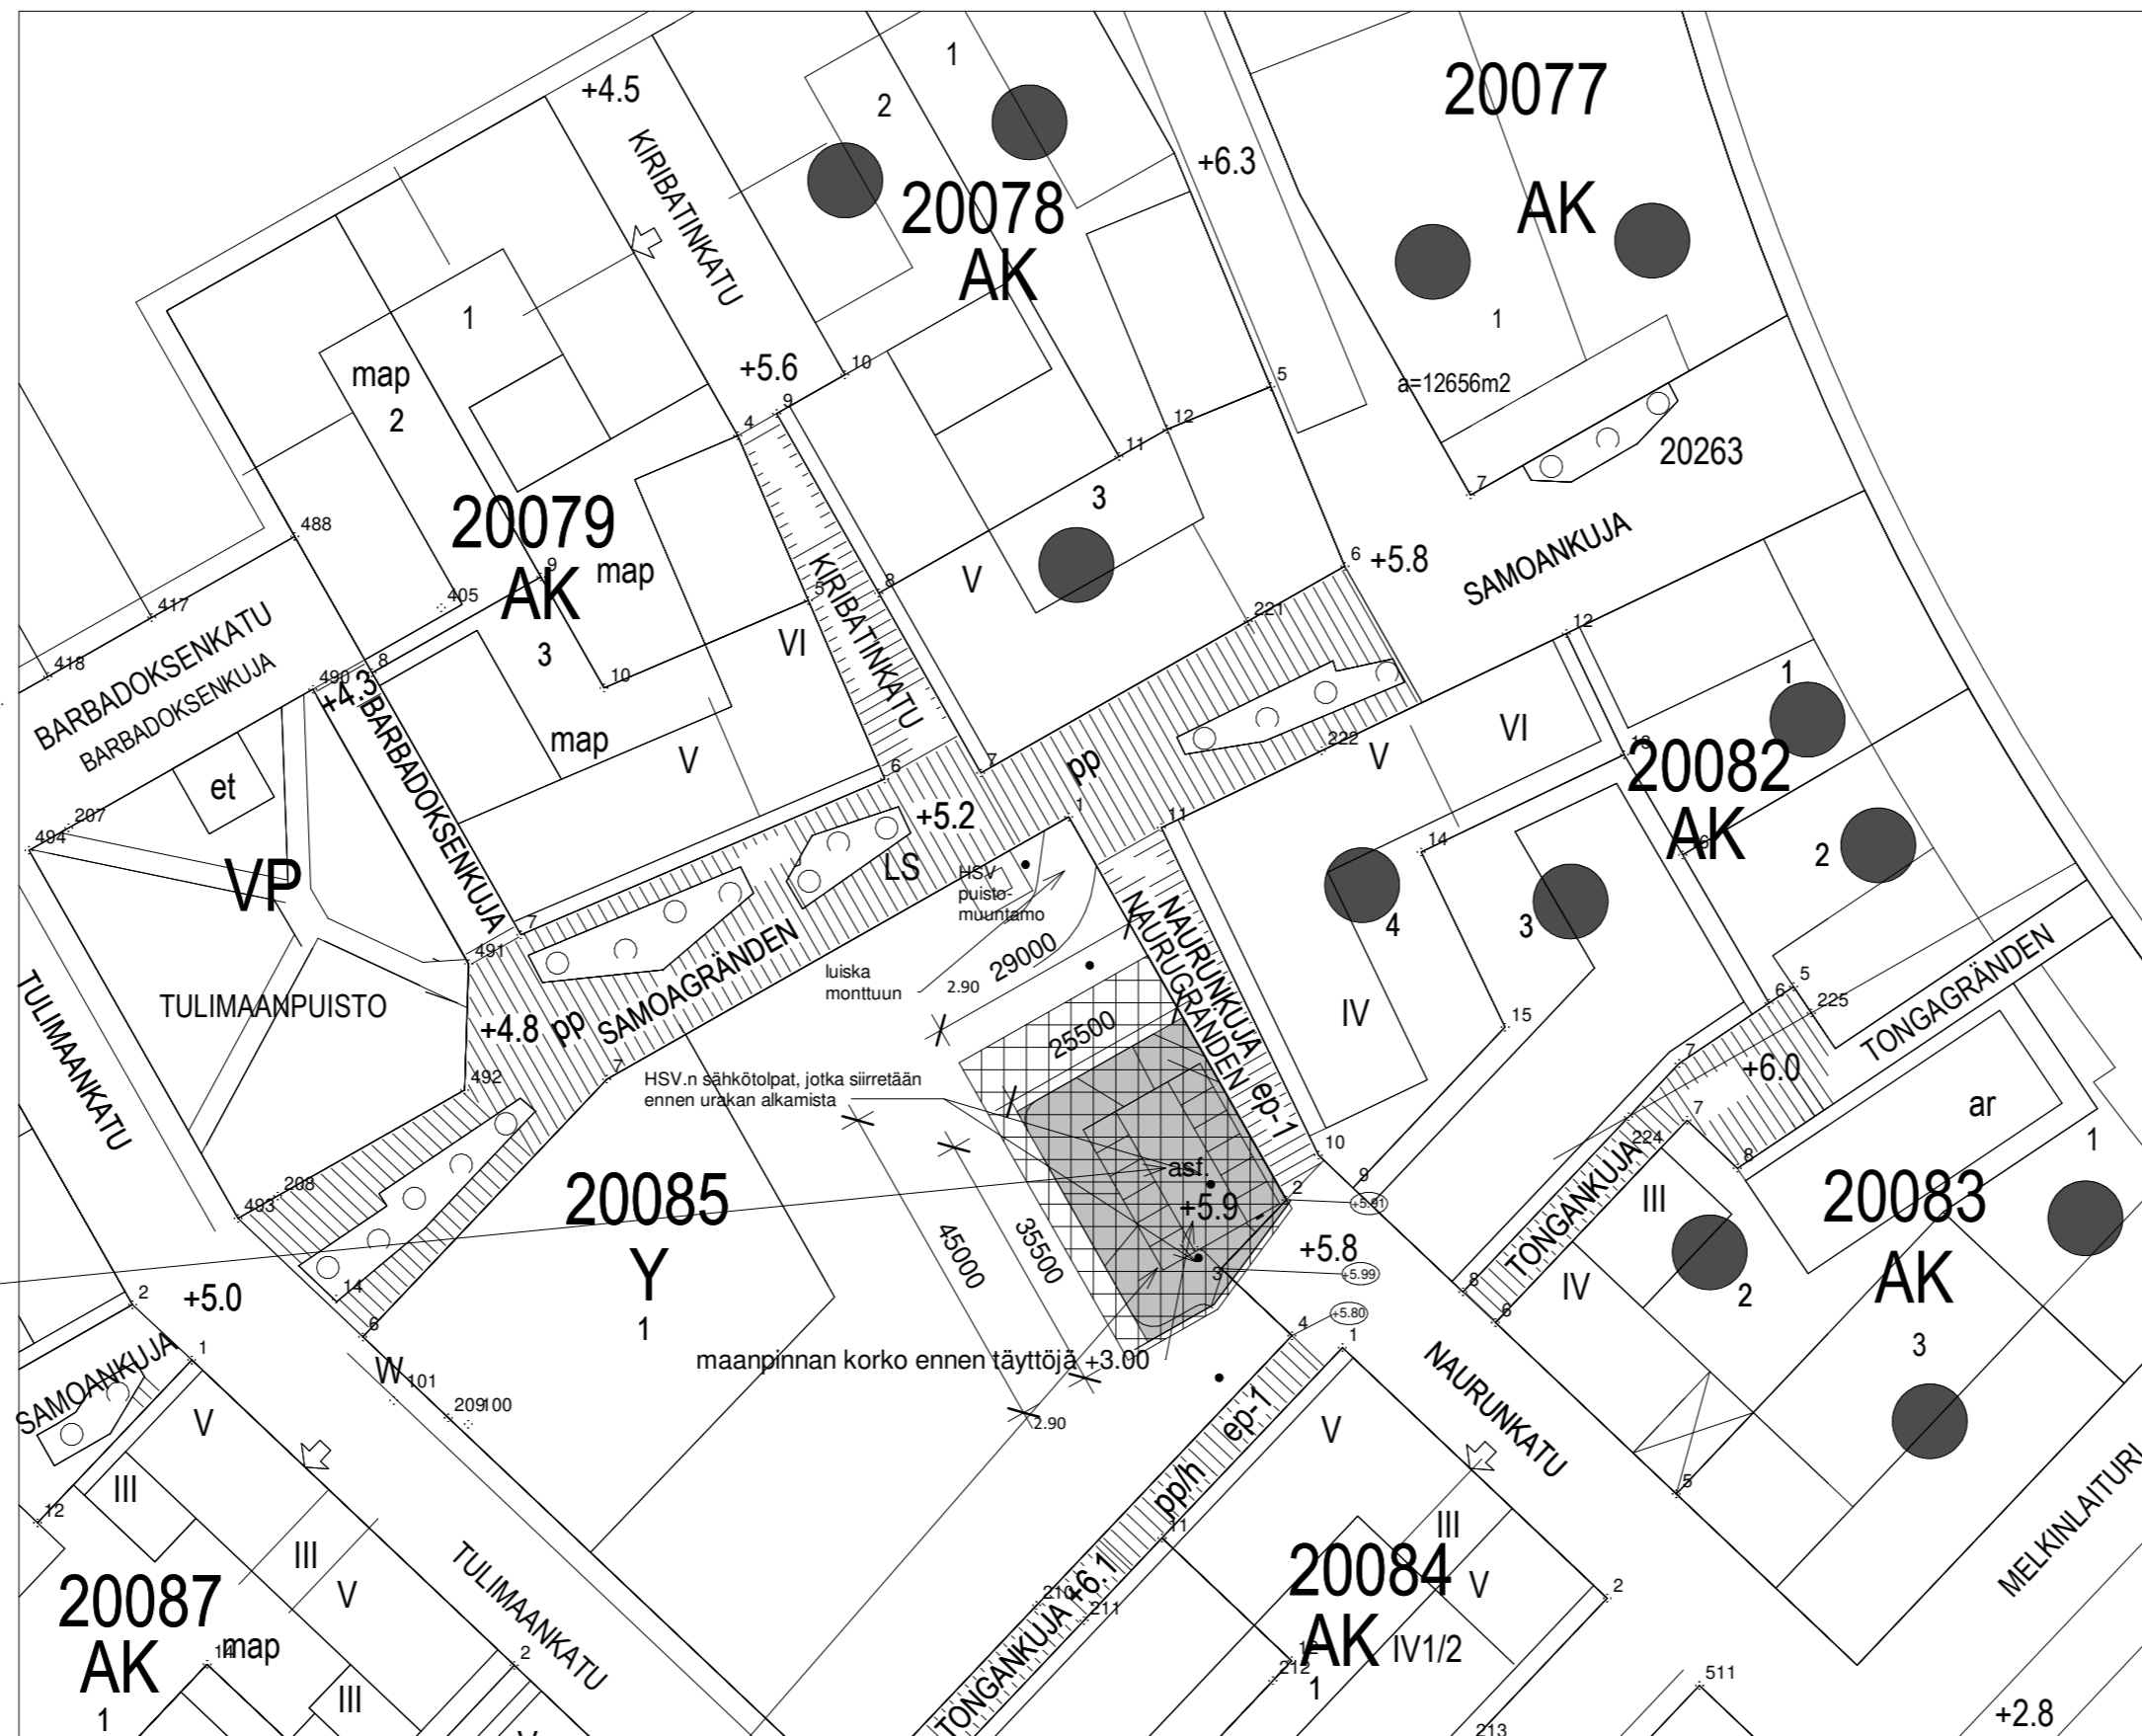 1
20077
+4.5
2
KIRIBATINKATU
+6.3
20078
AK
AK
1
1
map
2
+5.6
10
9
4
5
a=12656m2
12
11
20263
7
3
20079
AK
map
488
9
405
417
418
SAMOANKUJA
6
+5.8
V
8
5
KIRIBATINKATU
VI
221
12
3
10
8
490
+4.3
BARBADOKSENKATU
BARBADOKSENKUJA
BARBADOKSENKUJA
map
V
6
7
pp
222
V
VI
1
13
20082
AK
6
2
et
207
494
VP
+5.2
LS
1
11
14
4
3
HSV
puisto-
muuntamo
7
491
NAURUNKUJA
NAURUGRÄNDEN
ep-1
luiska
monttuun
2.90
29000
25500
TULIMAANPUISTO
TULIMAANKATU
+4.8
pp
SAMOAGRÄNDEN
IV
15
5
6
225
TONGAGRÄNDEN
7
+6.0
492
7
HSV.n sähkötolpat, jotka siirretään
ennen urakan alkamista
ar
1
224
7
8
10
9
TONGANKUJA
III
asf.
+5.9
2
+5.91
208
493
20085
Y
1
45000
35500
3
+5.8
+5.99
+5.80
20083
AK
2
3
IV
8
6
14
+5.0
2
1
6
4
1
maanpinnan korko ennen täyttöjä +3.00
W
101
209
100
2.90
SAMOANKUJA
V
III
12
ep-1
pp/h
11
V
NAURUNKATU
5
MELKINLAITURI
III
V
III
V
20084
AK
IV1/2
1
2
TULIMAANKATU
20087
AK
1
map
14
III
2
V
210
211
TONGANKUJA +6.1
12
212
213
511
+2.8